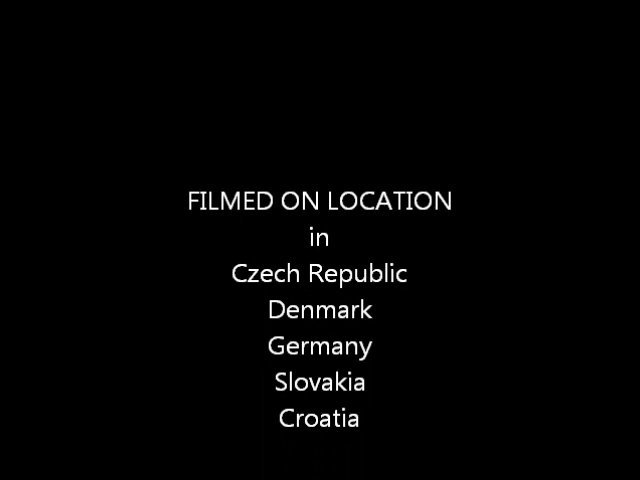 FILMED ON LOCATION
in
Czech Republic
Denmark
Germany
Slovakia
Croatia